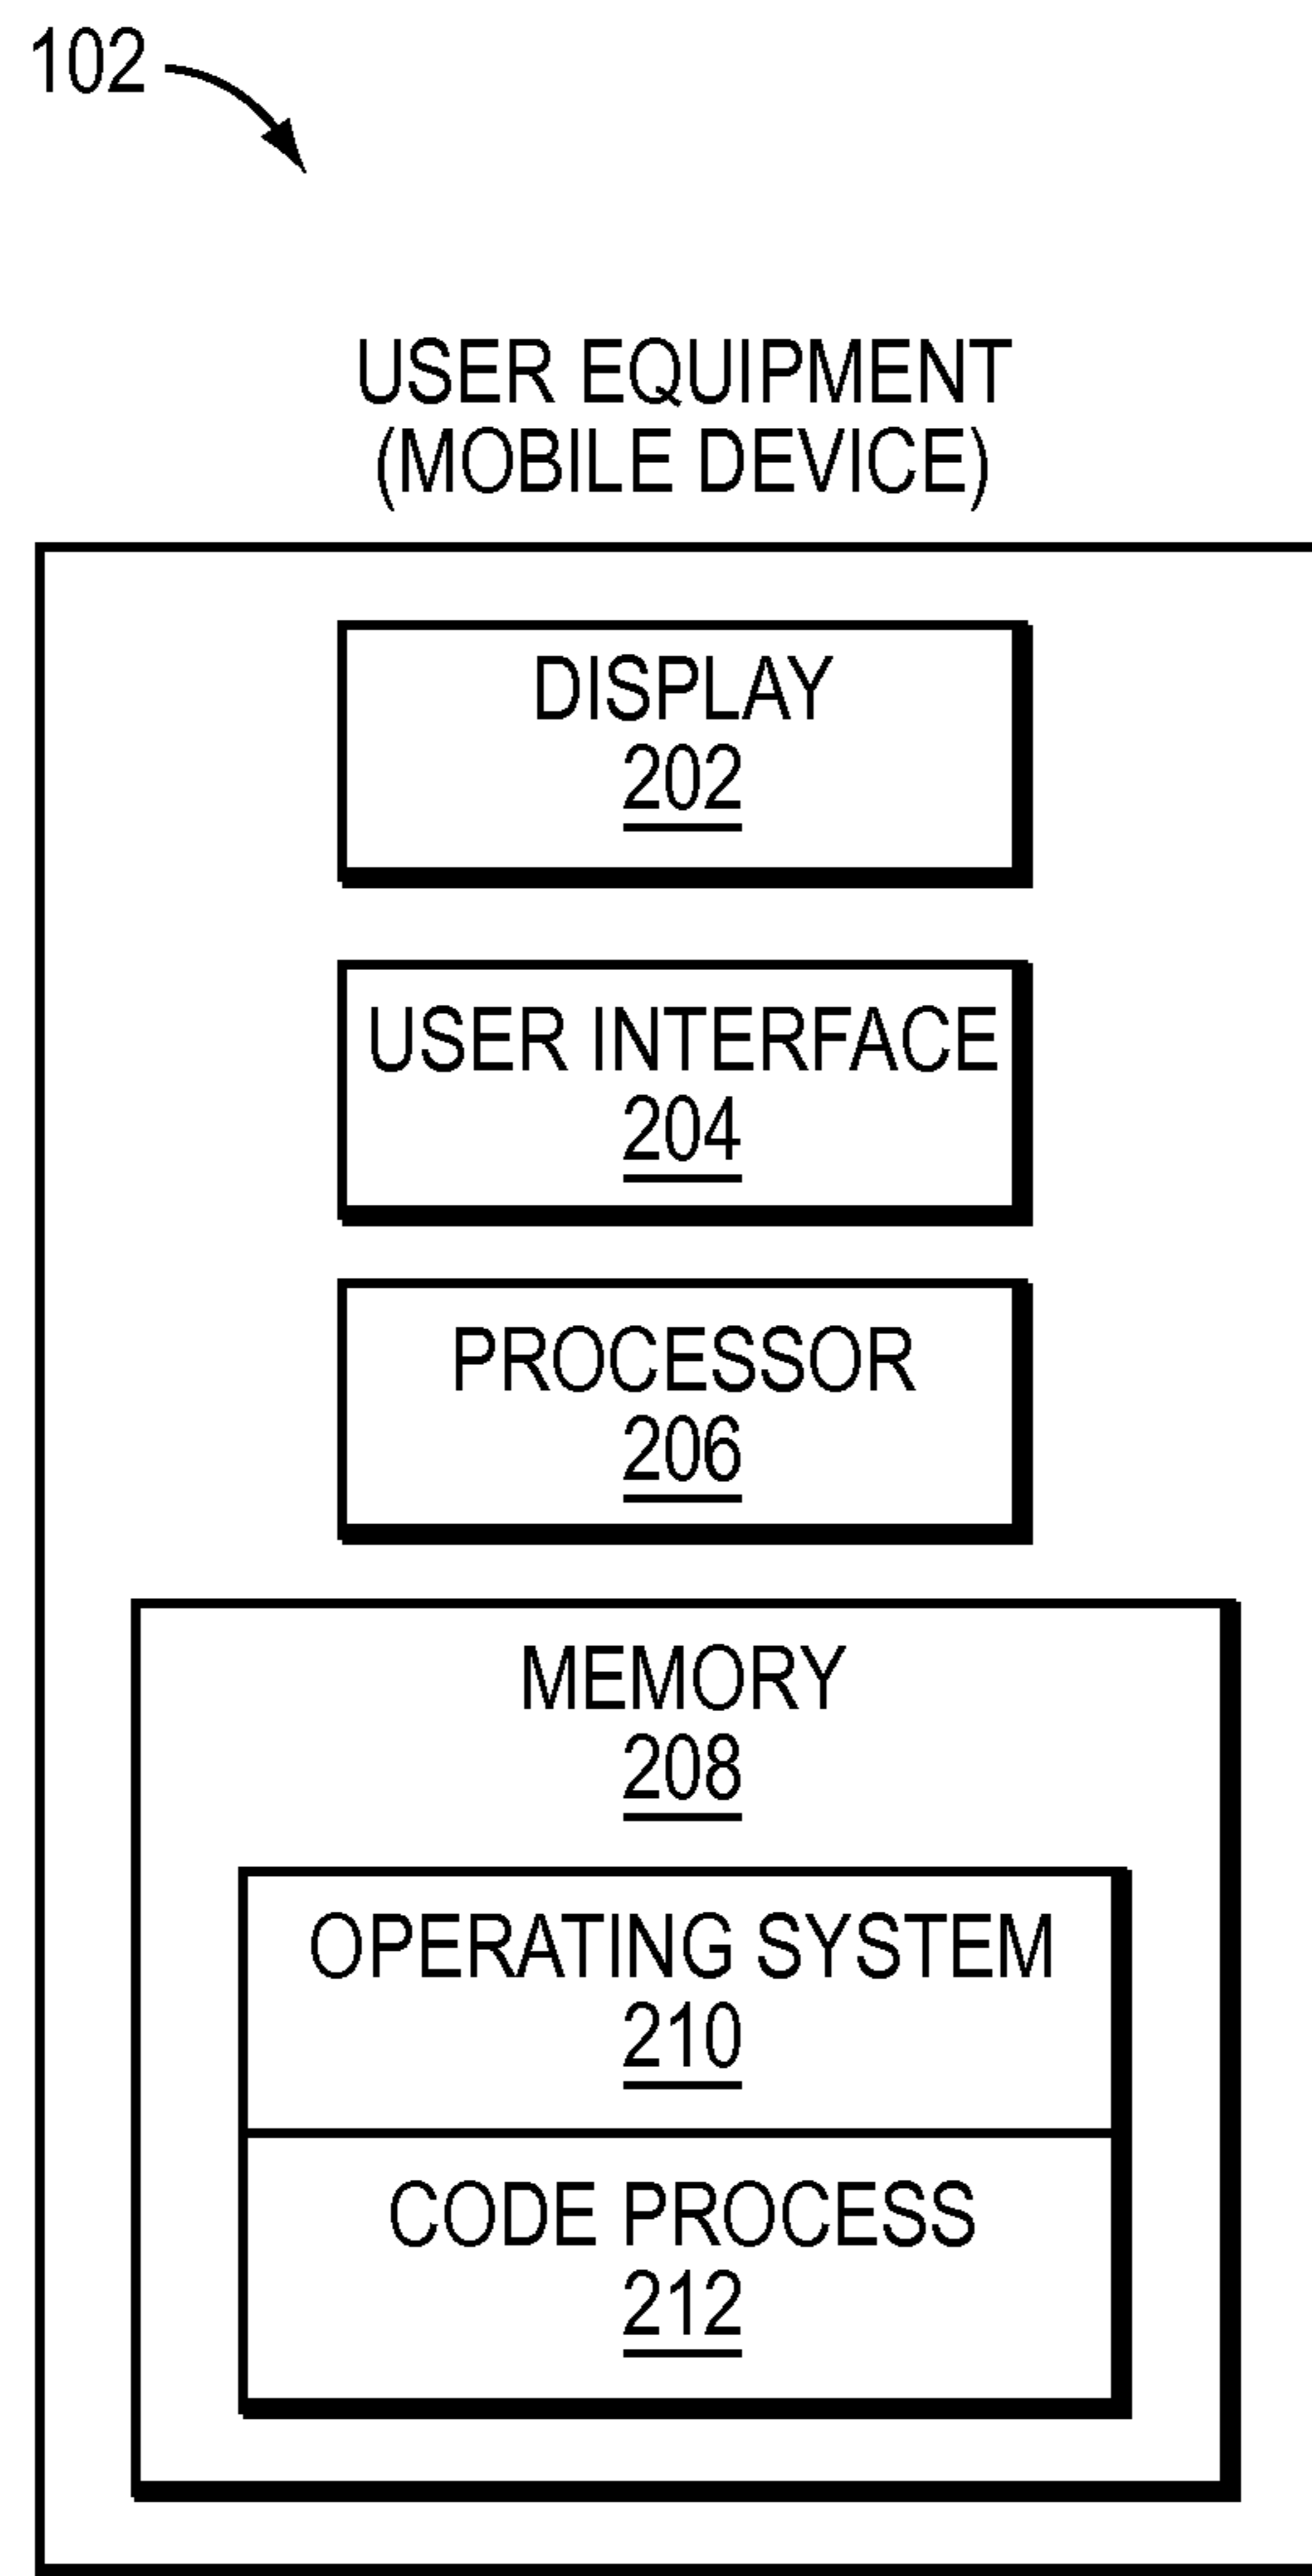 102
USER EQUIPMENT
(MOBILE DEVICE)
DISPLAY
202
USER INTERFACE
204
PROCESSOR
206
MEMORY
208
OPERATING SYSTEM
210
CODE PROCESS
212